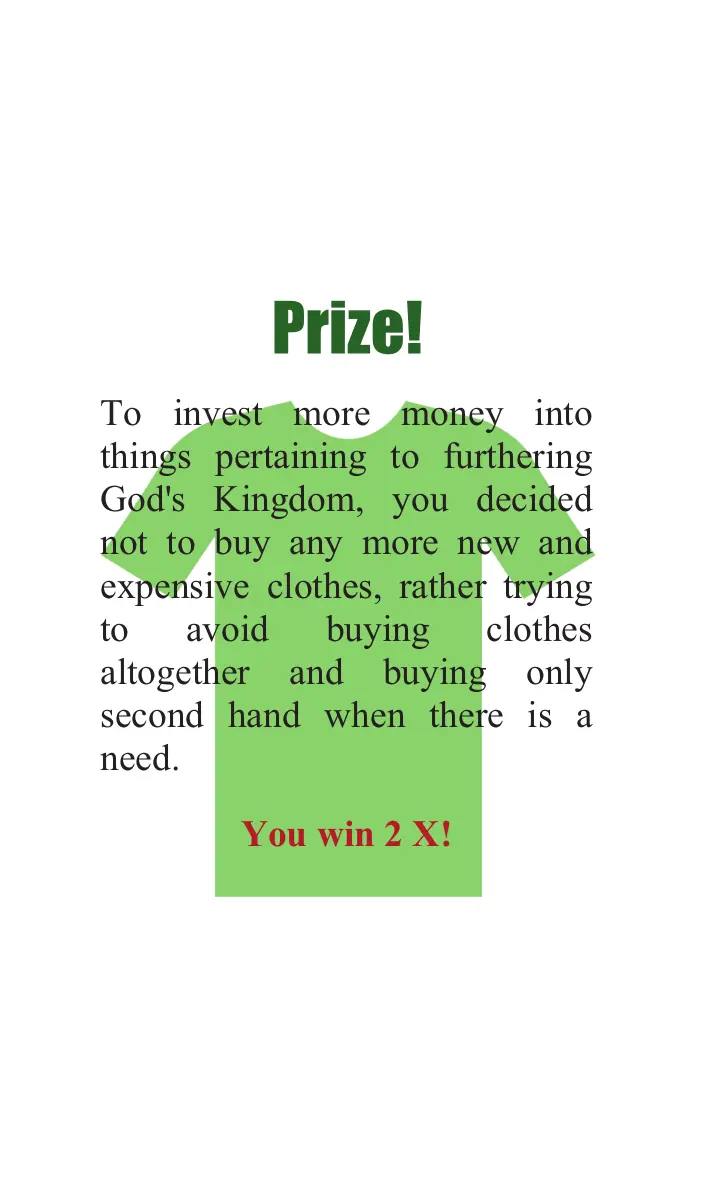 Prize!
To invest more money into
things pertaining to furthering
God's Kingdom, you decided
not to buy any more new and
expensive clothes, rather trying
to avoid buying clothes
altogether and buying only
second hand when there is a
need.
You win 2 X!